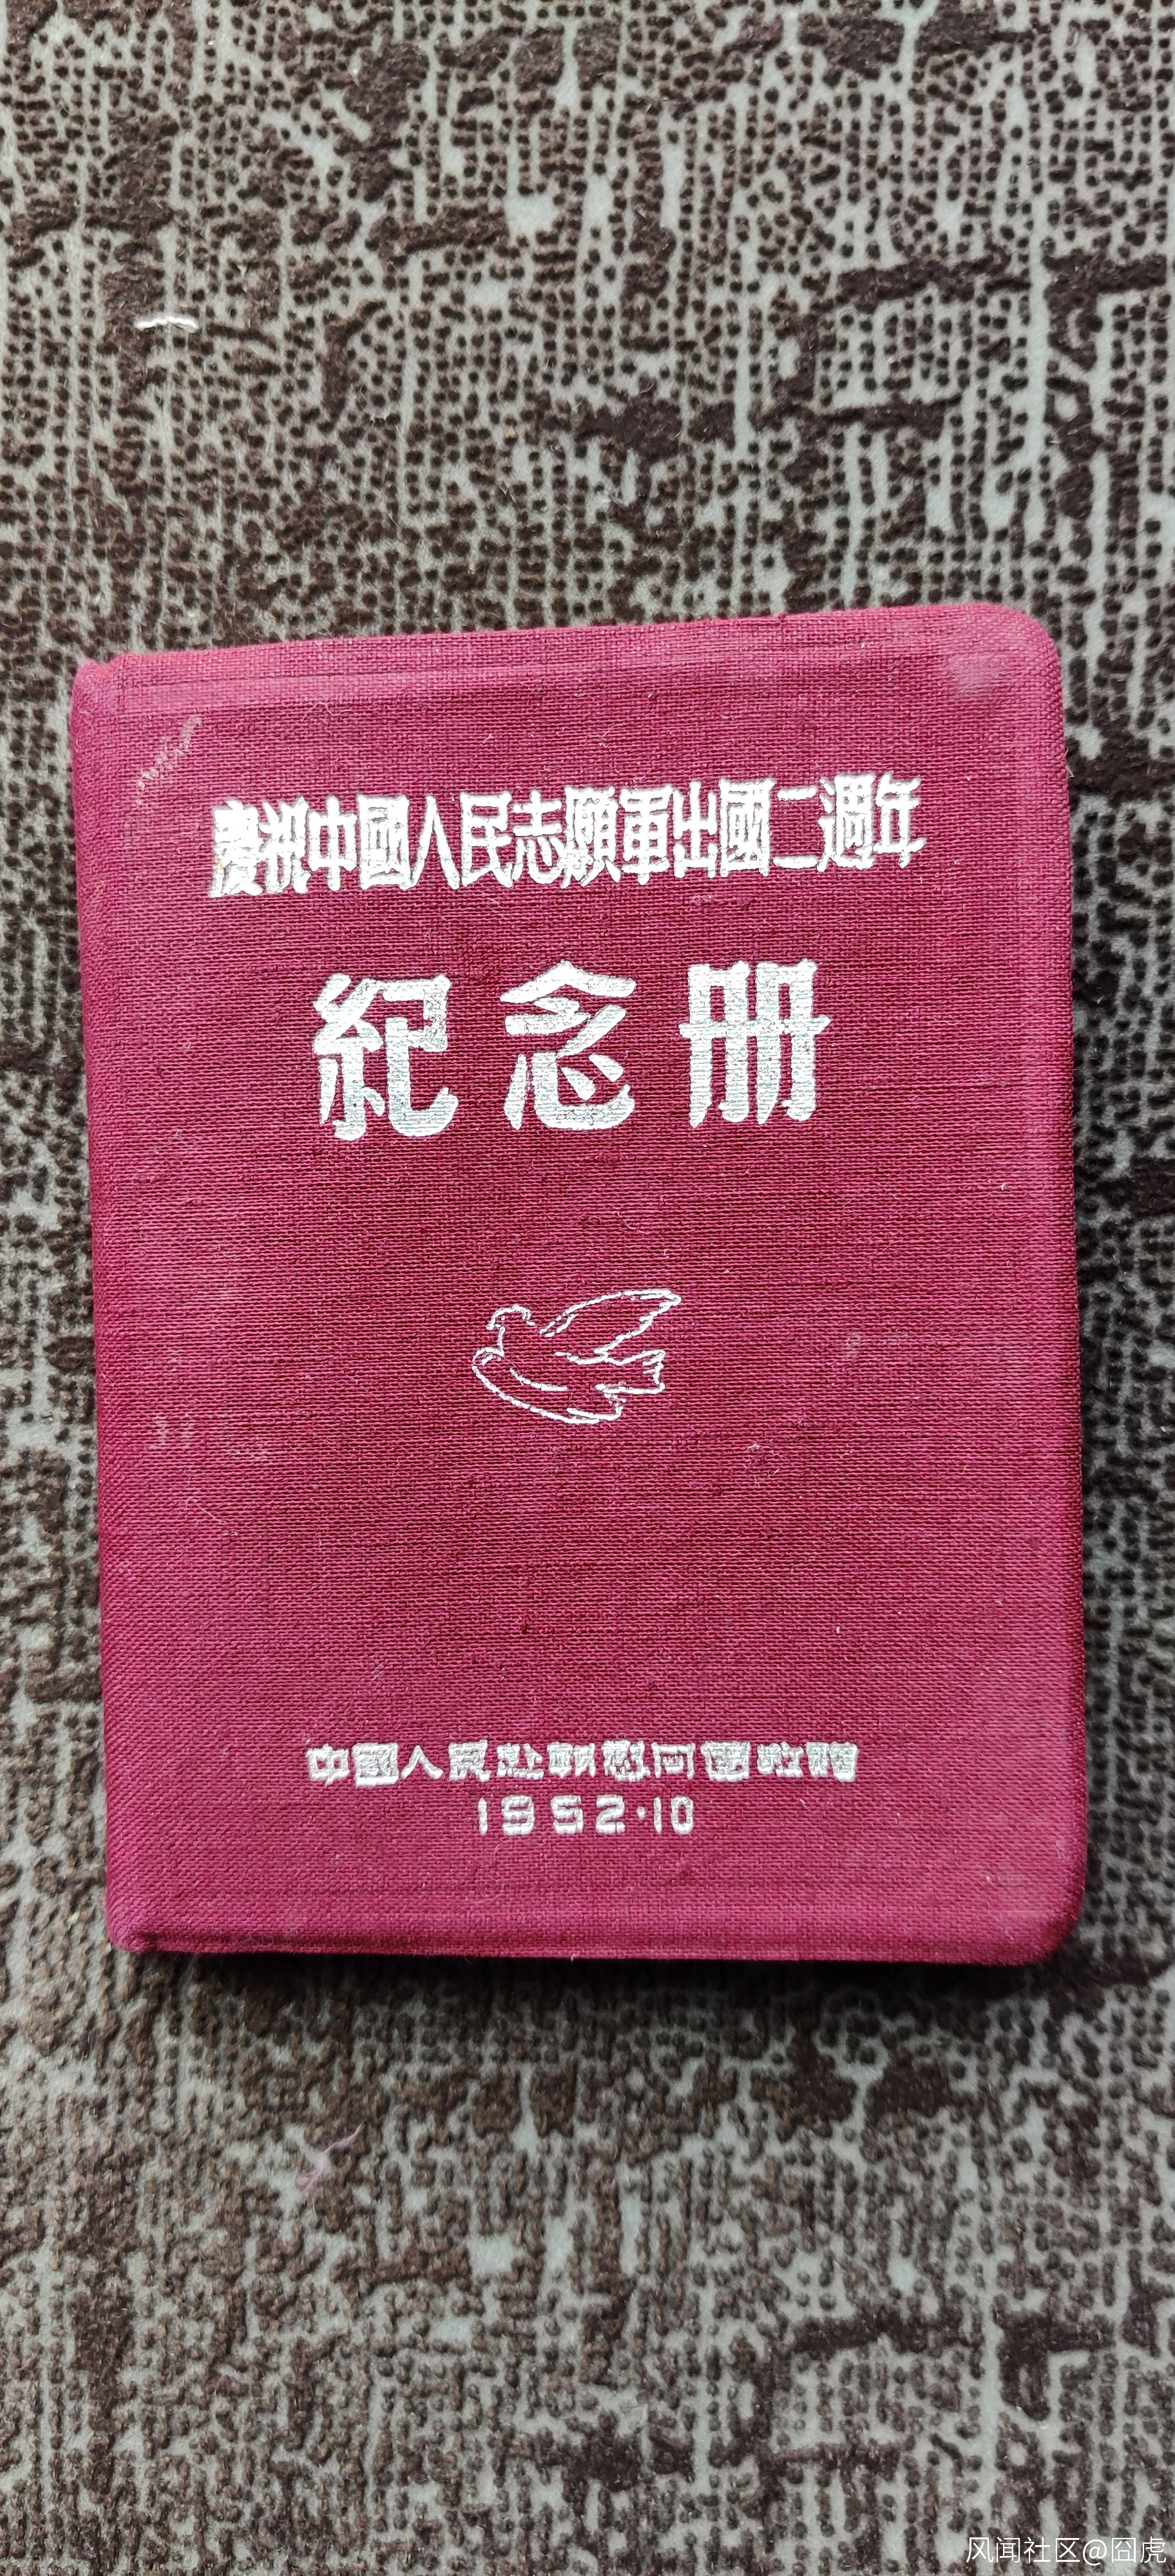 慶祝中國人民志願軍出國二週年
紀念册
中國人民赴朝慰問團敬贈
1952·10
风闻社区@囧虎